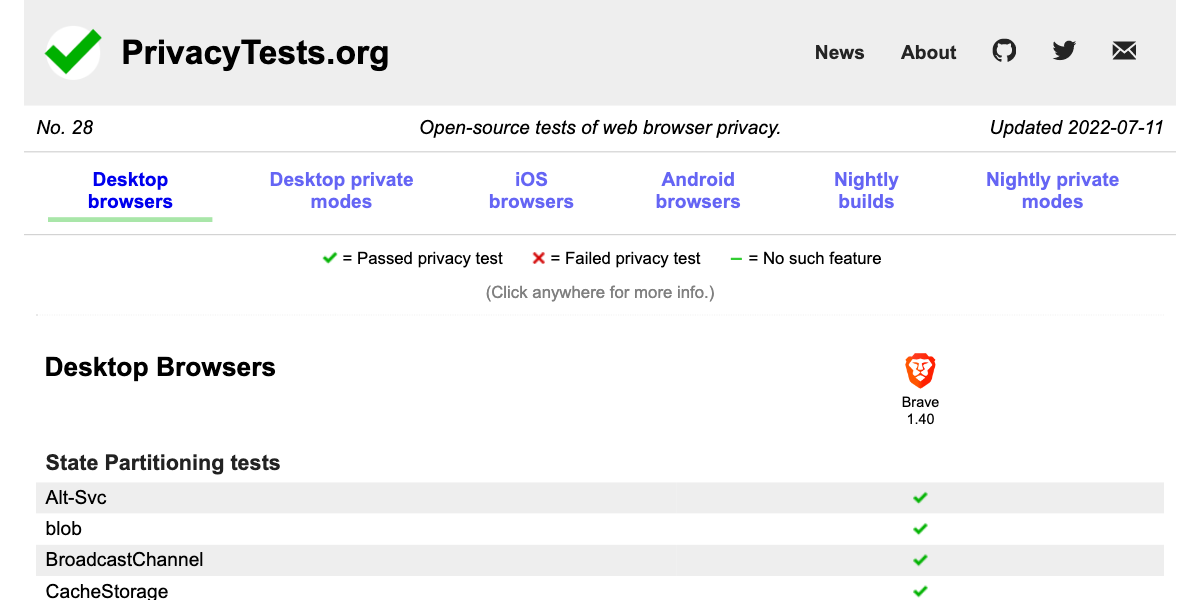 PrivacyTests.org
News About
No. 28 Open-source tests of web browser privacy. Updated 2022-07-11
Desktop browsers Desktop private modes iOS browsers Android browsers Nightly builds Nightly private modes
= Passed privacy test = Failed privacy test = No such feature
(Click anywhere for more info.)
Desktop Browsers
Brave
1.40
State Partitioning tests
Alt-Svc
blob
BroadcastChannel
CacheStorage